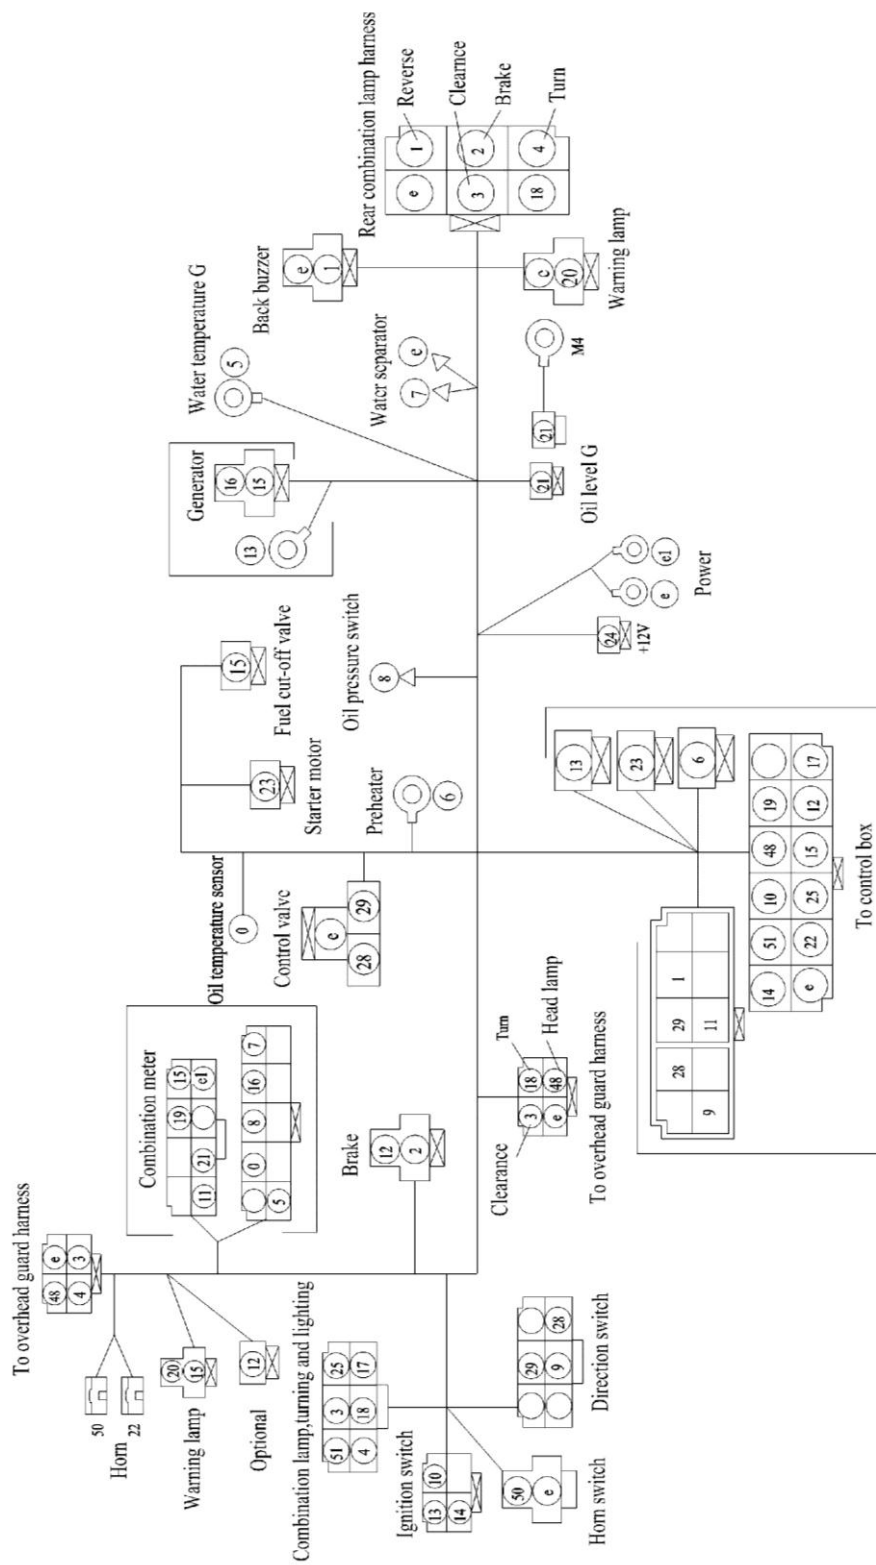 To overhead guard harness
48 e
4 3
50
22
Horn
20
15
Warning lamp
12
Optional
Combination meter
19 15
11 21 e1
0 8 16 7
5
Combination lamp,turning and lighting
51 3 25
4 18 17
Ignition switch
10
13
14
Horn switch
50
e
Direction switch
29
9 28
Brake
12
2
Oil temperature sensor
0
Control valve
e
28 29
Starter motor
23
Fuel cut-off valve
15
Preheater
6
Oil pressure switch
8
Generator
16
15
13
Water temperature G
5
Water separator
7 e
Back buzzer
e
1
Rear combination lamp harness
e 1
3 2
18 4
Reverse
Clearnce
Brake
Turn
Warning lamp
e
20
M4
21
Oil level G
21
Power
e e1
+12V
24
Turn
Head lamp
Clearance
3 18
e 48
To overhead guard harness
13
23
6
28 29 1
9 11
14 51 10 48 19
e 22 25 15 12 17
To control box